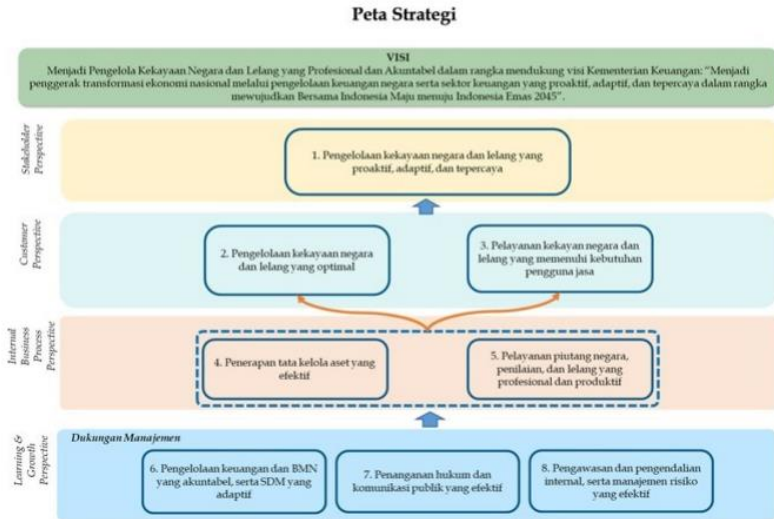 Peta Strategi
VISI
Menjadi Pengelola Kekayaan Negara dan Lelang yang Profesional dan Akuntabel dalam rangka mendukung visi Kementerian Keuangan: "Menjadi
penggerak transformasi ekonomi nasional melalui pengelolaan keuangan negara serta sektor keuangan yang proaktif, adaptif, dan tepercaya dalam rangka
mewujudkan Bersama Indonesia Maju menuju Indonesia Emas 2045".
Stakeholder
Perspective
1. Pengelolaan kekayaan negara dan lelang yang
proaktif, adaptif, dan tepercaya
Customer
Perspective
2. Pengelolaan kekayaan negara
dan lelang yang optimal
3. Pelayanan kekayan negara dan
lelang yang memenuhi kebutuhan
pengguna jasa
Internal
Business
Process
Perspective
4. Penerapan tata kelola aset yang
efektif
5. Pelayanan piutang negara,
penilaian, dan lelang yang
profesional dan produktif
Learning &
Growth
Perspective
Dukungan Manajemen
6. Pengelolaan keuangan dan BMN
yang akuntabel, serta SDM yang
adaptif
7. Penanganan hukum dan
komunikasi publik yang efektif
8. Pengawasan dan pengendalian
internal, serta manajemen risiko
yang efektif